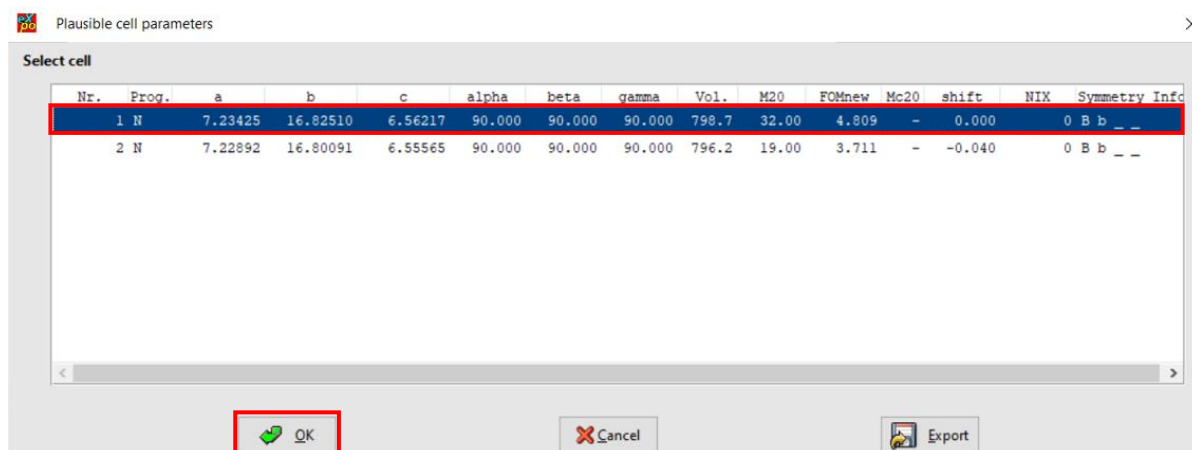 expo Plausible cell parameters
Select cell
Nr. Prog. a b c alpha beta gamma Vol. M20 FOMnew Mc20 shift NIX Symmetry Info
1 N 7.23425 16.82510 6.56217 90.000 90.000 90.000 798.7 32.00 4.809 - 0.000 0 B b _ _
2 N 7.22892 16.80091 6.55565 90.000 90.000 90.000 796.2 19.00 3.711 - -0.040 0 B b _ _
OK Cancel Export